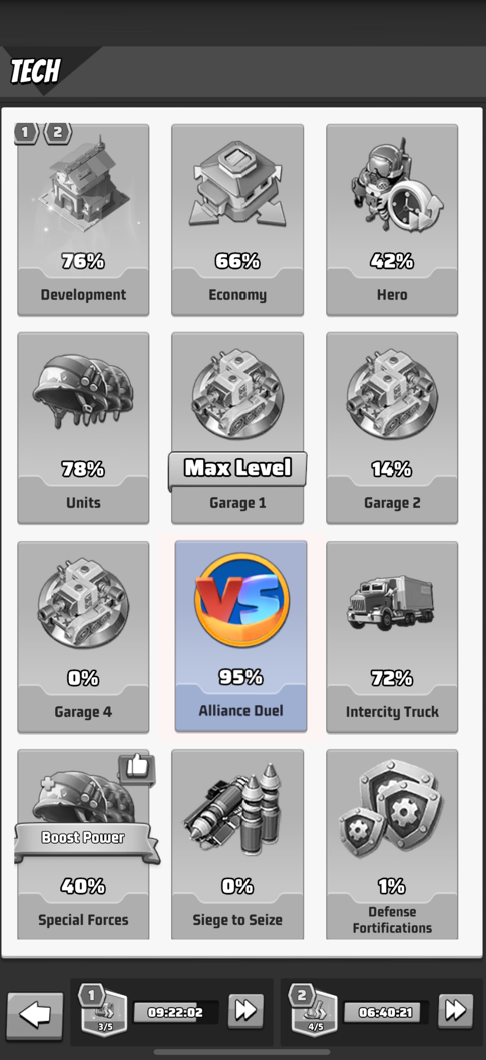 TECH
1 2
76% 66% 42%
Development Economy Hero
78% Max Level 14%
Units Garage 1 Garage 2
VS
0% 95% 72%
Garage 4 Alliance Duel Intercity Truck
Boost Power
40% 0% 1%
Special Forces Siege to Seize Defense
Fortifications
1 3/5 09:22:02 2 4/5 06:40:21